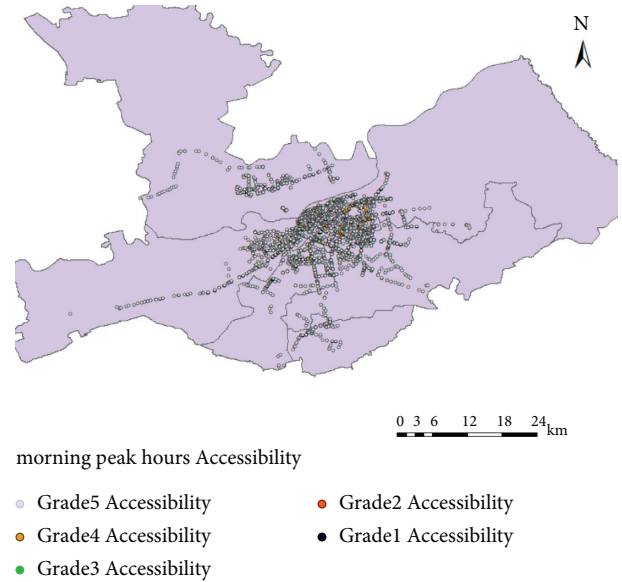 N
0 3 6 12 18 24 km
morning peak hours Accessibility
Grade5 Accessibility
Grade4 Accessibility
Grade3 Accessibility
Grade2 Accessibility
Grade1 Accessibility